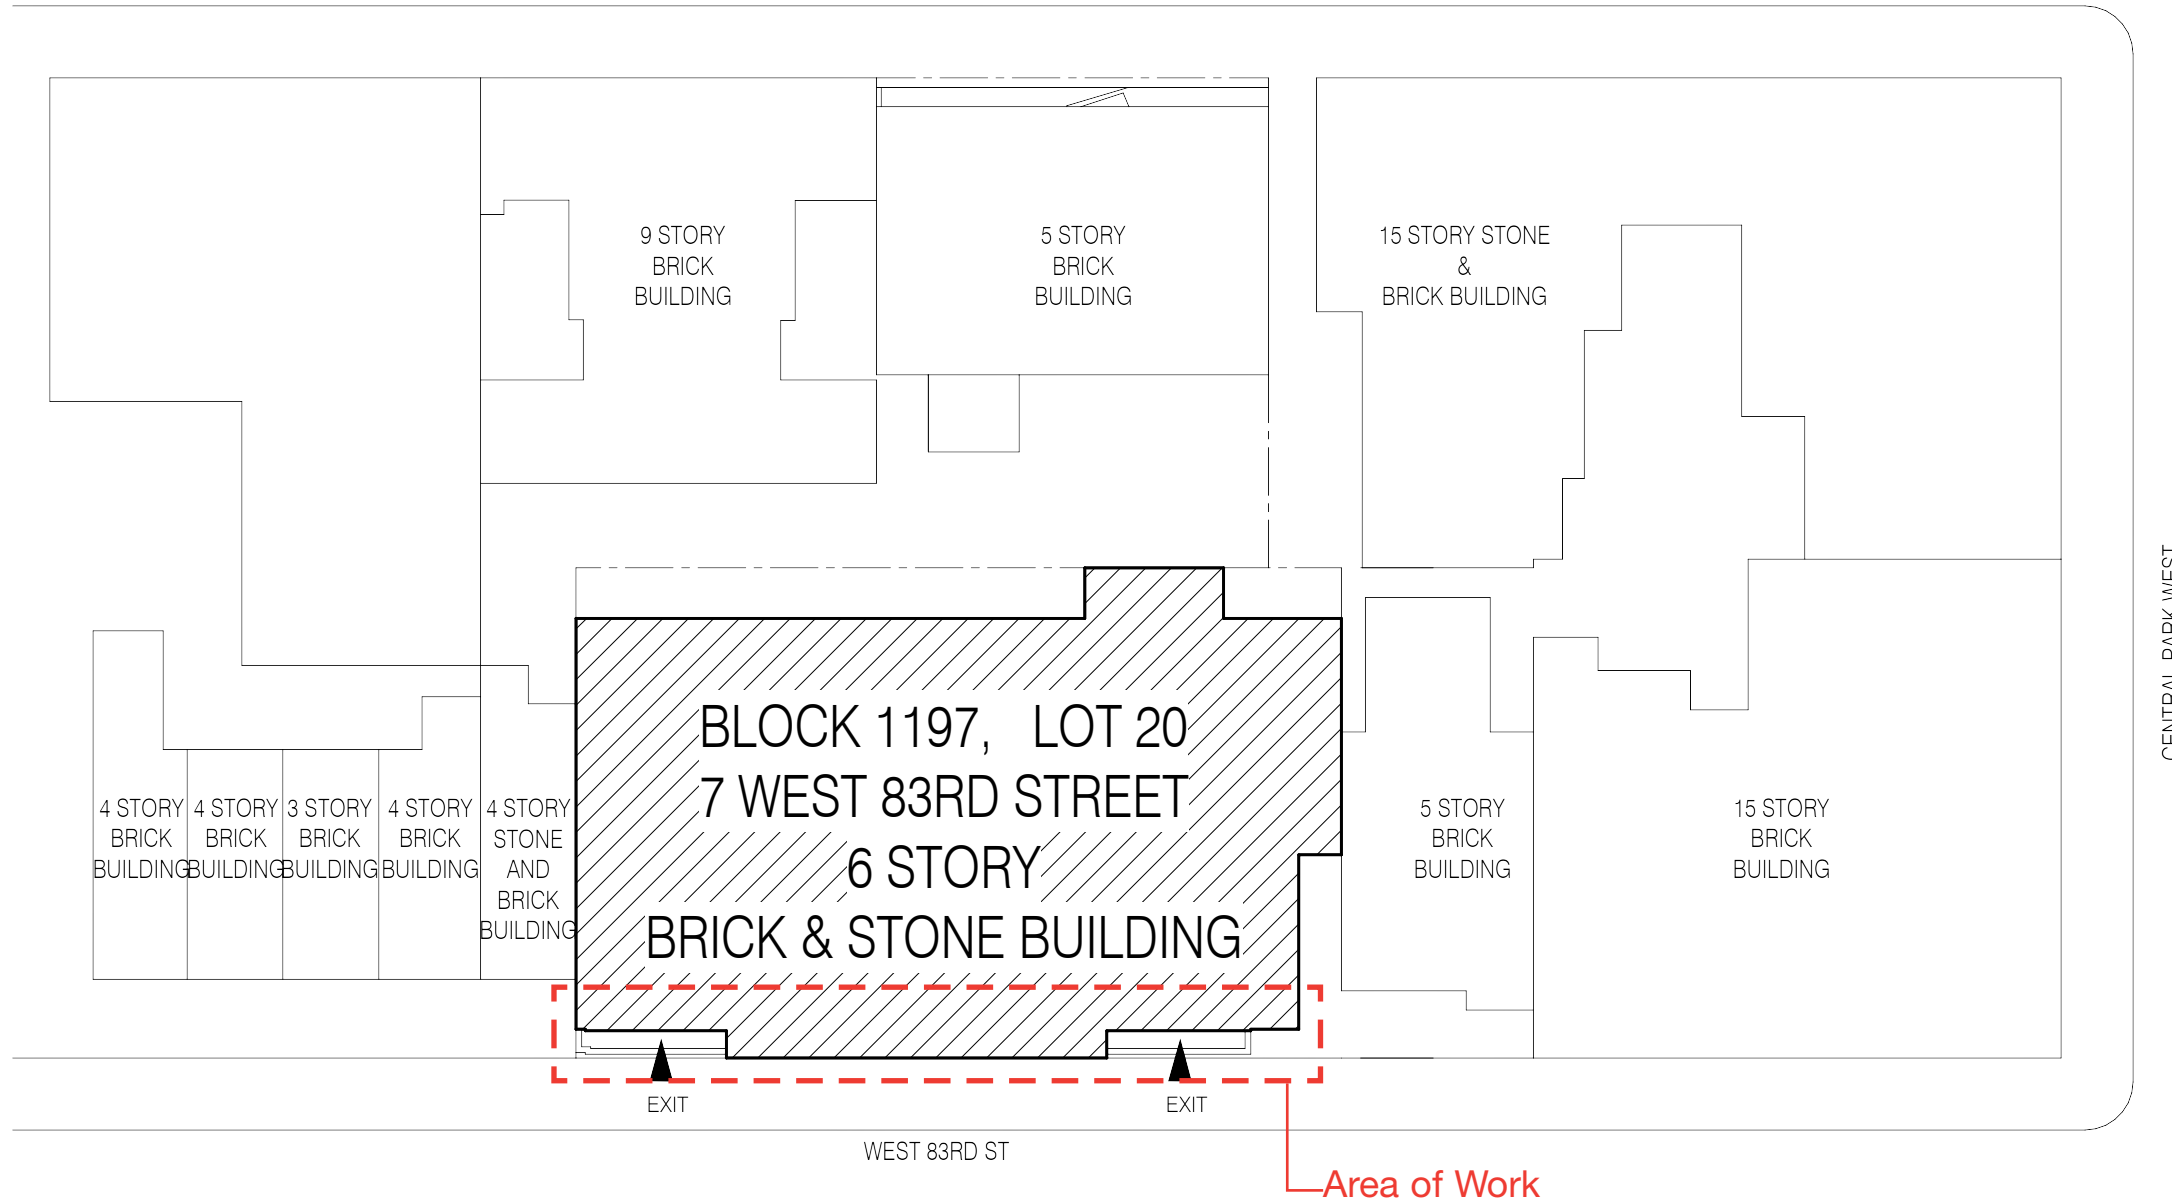 9 STORY
BRICK
BUILDING
5 STORY
BRICK
BUILDING
15 STORY STONE
&
BRICK BUILDING
CENTRAL PARK WEST
BLOCK 1197, LOT 20
7 WEST 83RD STREET
6 STORY
BRICK & STONE BUILDING
4 STORY
BRICK
BUILDING
4 STORY
BRICK
BUILDING
3 STORY
BRICK
BUILDING
4 STORY
BRICK
BUILDING
4 STORY
STONE
AND
BRICK
BUILDING
5 STORY
BRICK
BUILDING
15 STORY
BRICK
BUILDING
EXIT
EXIT
WEST 83RD ST
Area of Work